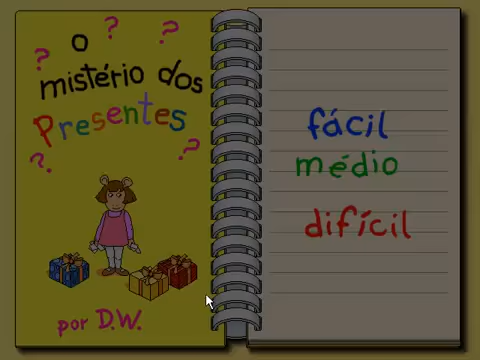 ?
?
?
o
mistério dos
Presentes
?
?
por D.W.
fácil
médio
difícil